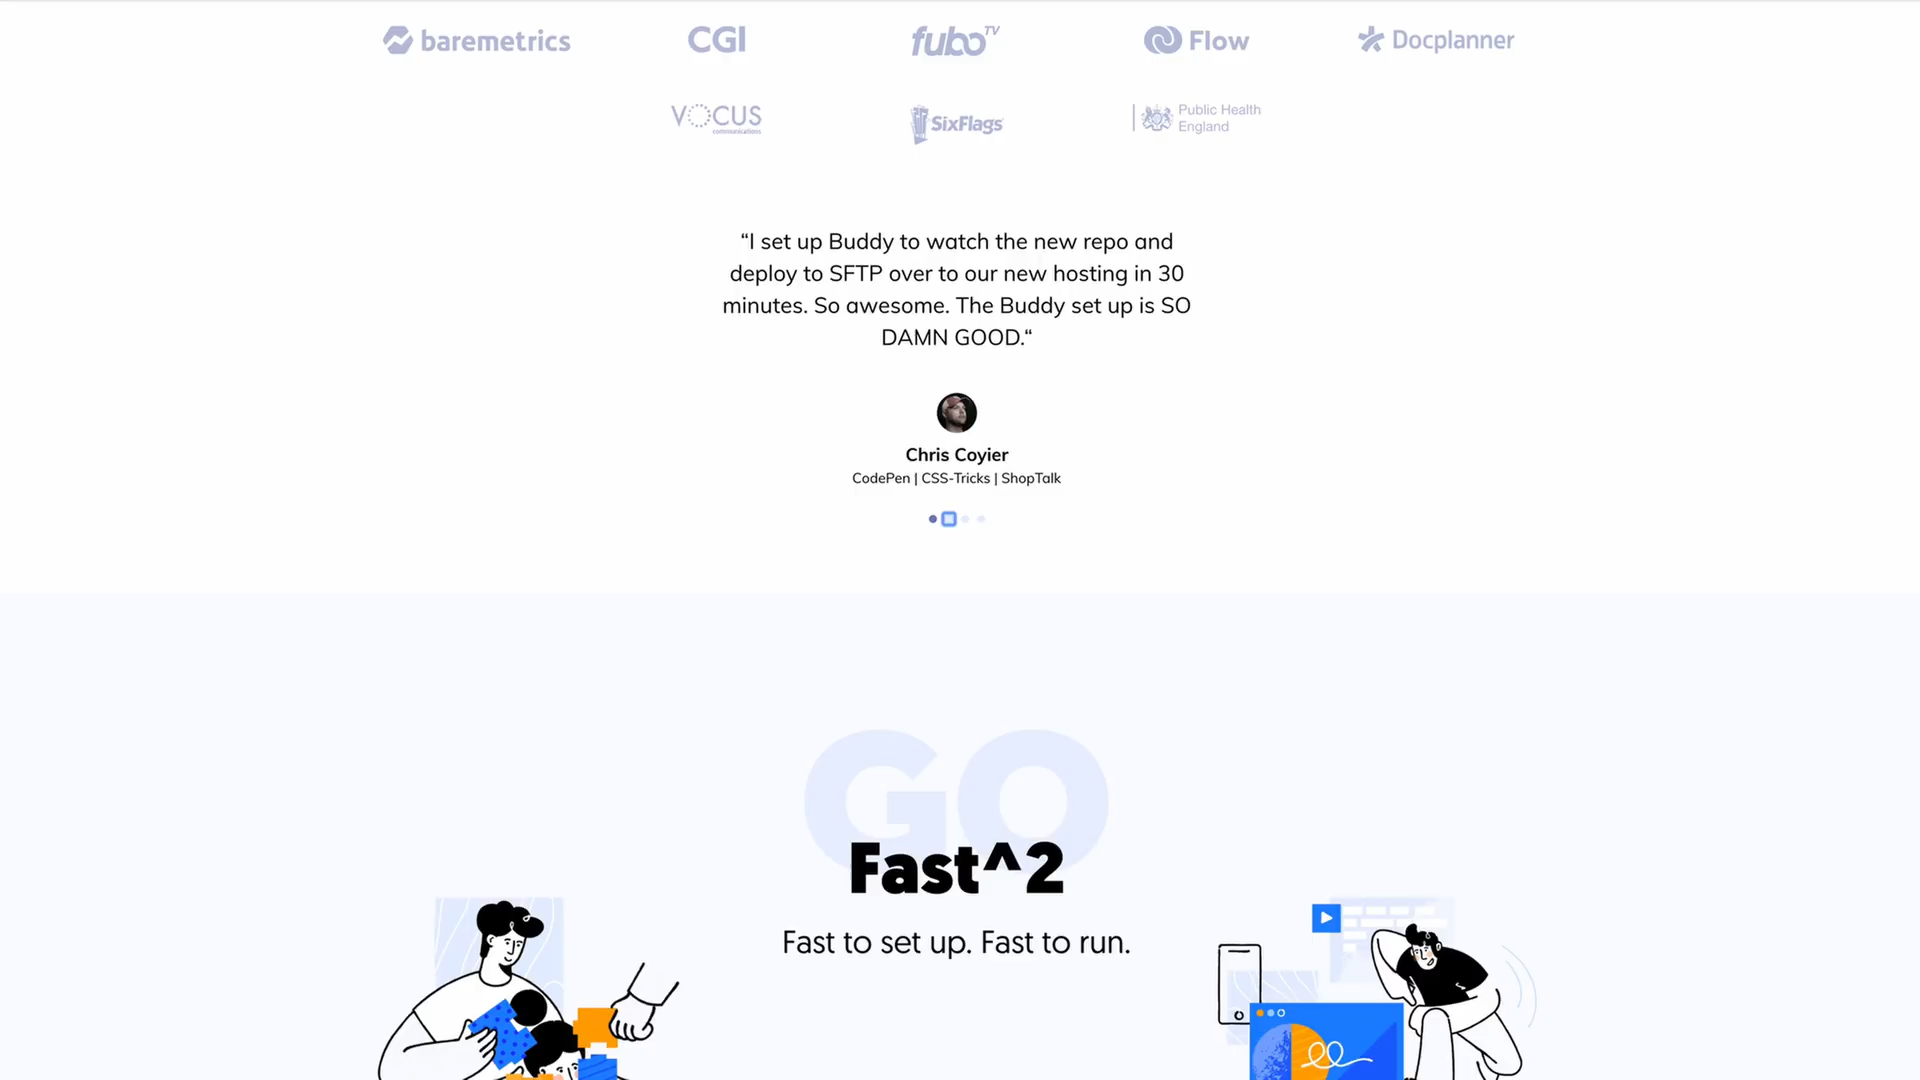 baremetrics
CGI
fubo TV
Flow
Docplanner
VOCUS
communications
SixFlags
Public Health
England
“I set up Buddy to watch the new repo and
deploy to SFTP over to our new hosting in 30
minutes. So awesome. The Buddy set up is SO
DAMN GOOD.“
Chris Coyier
CodePen | CSS-Tricks | ShopTalk
GO
Fast^2
Fast to set up. Fast to run.